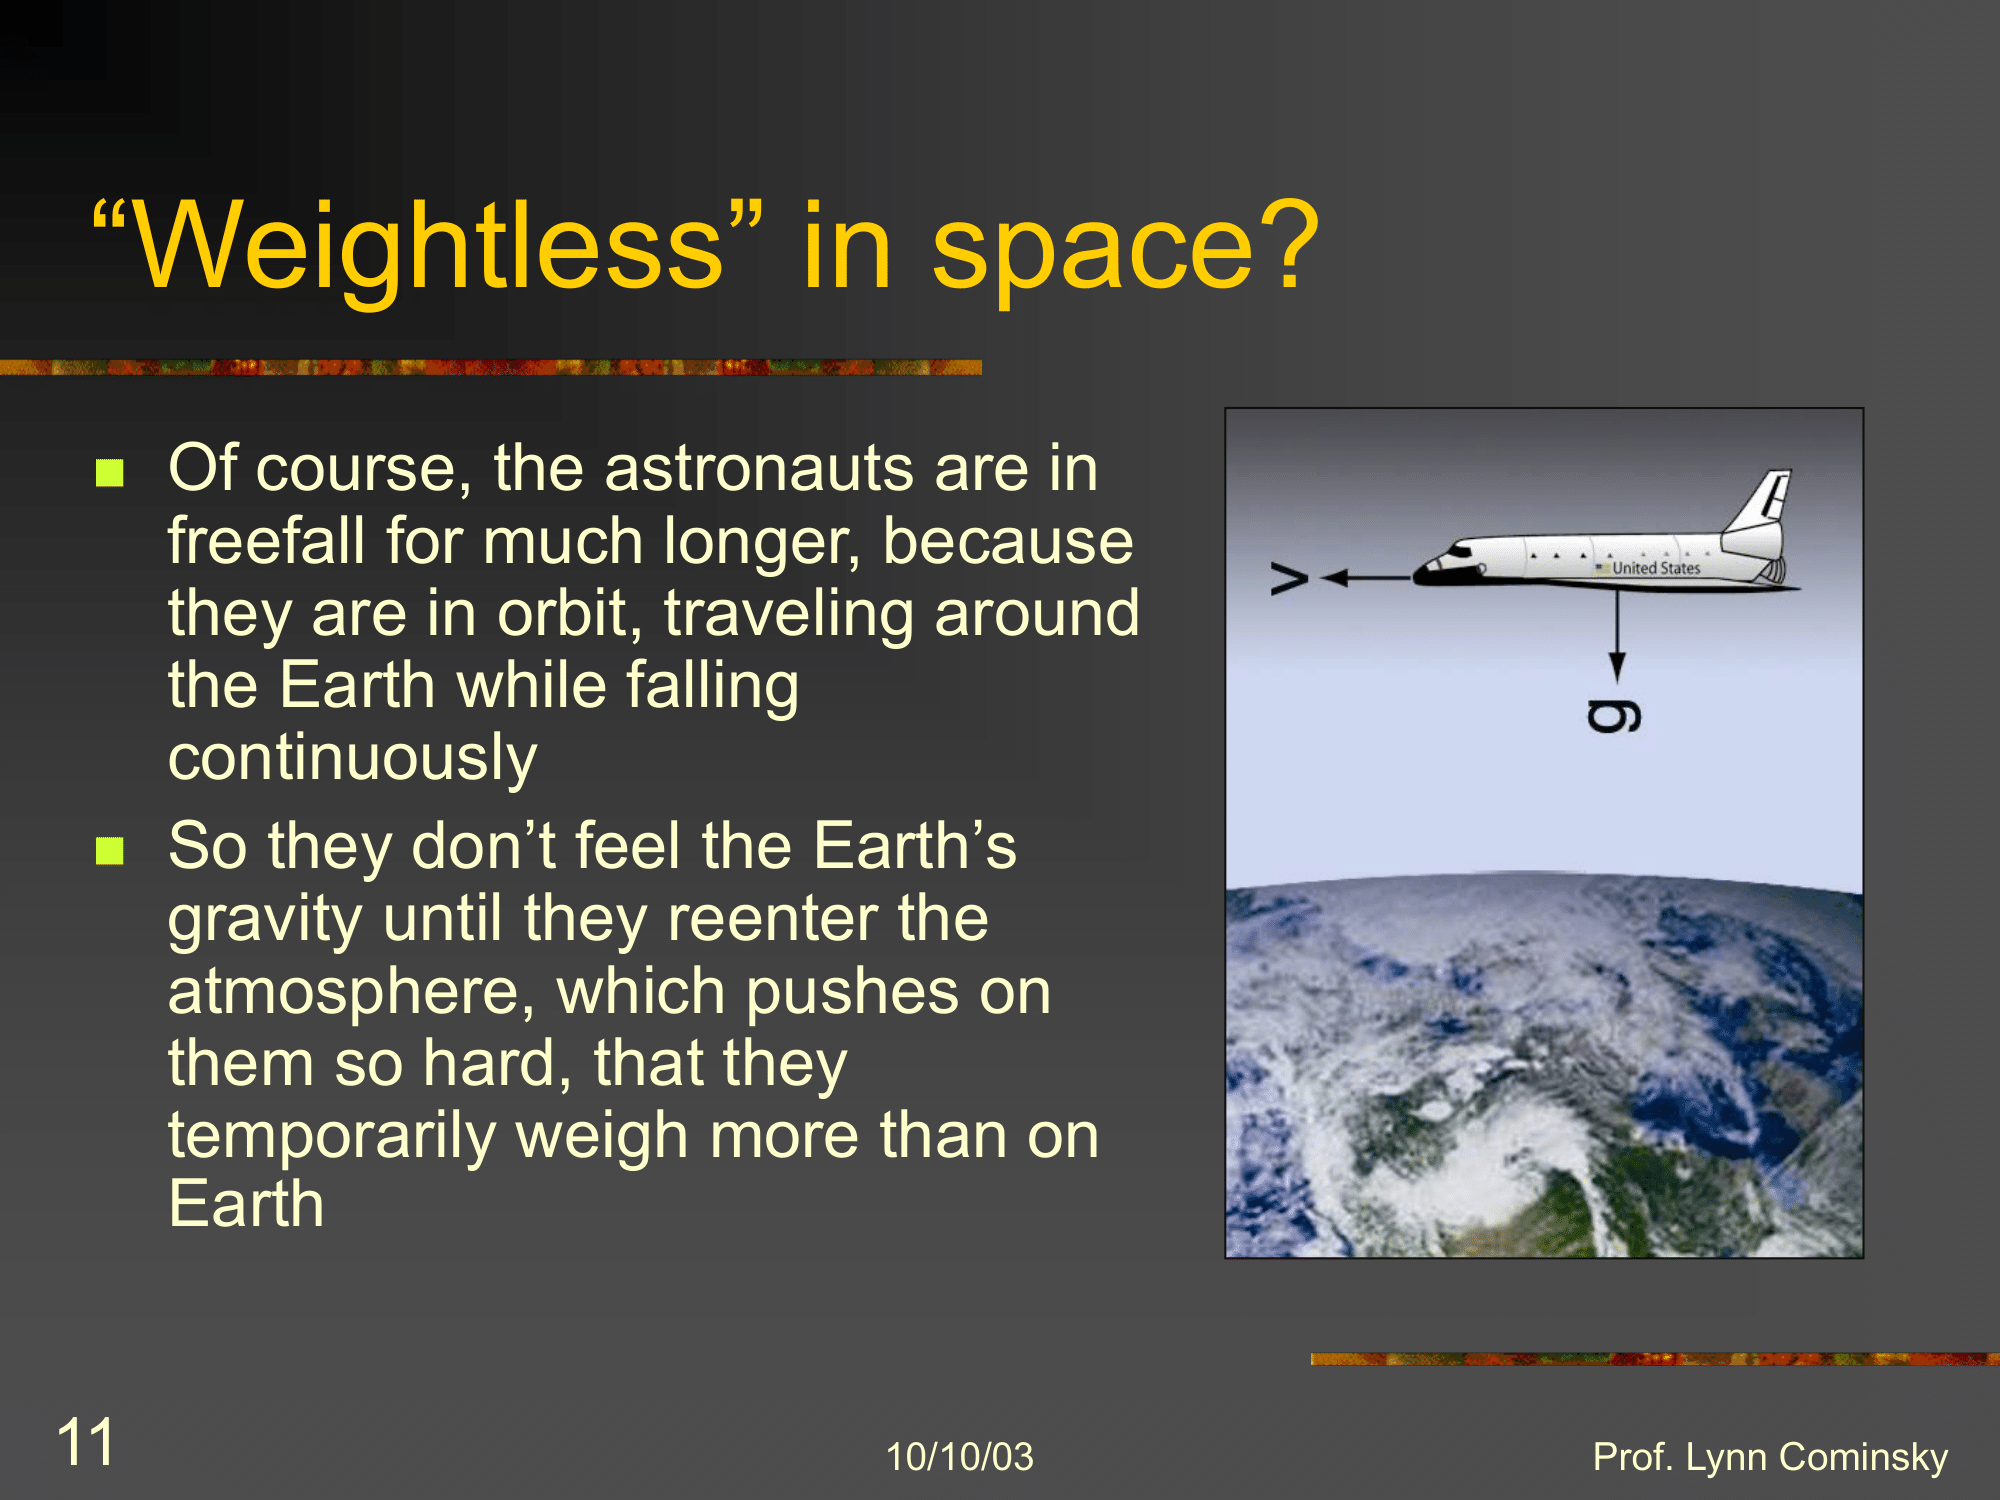 “Weightless” in space?
Of course, the astronauts are in
freefall for much longer, because
they are in orbit, traveling around
the Earth while falling
continuously
So they don’t feel the Earth’s
gravity until they reenter the
atmosphere, which pushes on
them so hard, that they
temporarily weigh more than on
Earth
United States
v
g
11
10/10/03
Prof. Lynn Cominsky